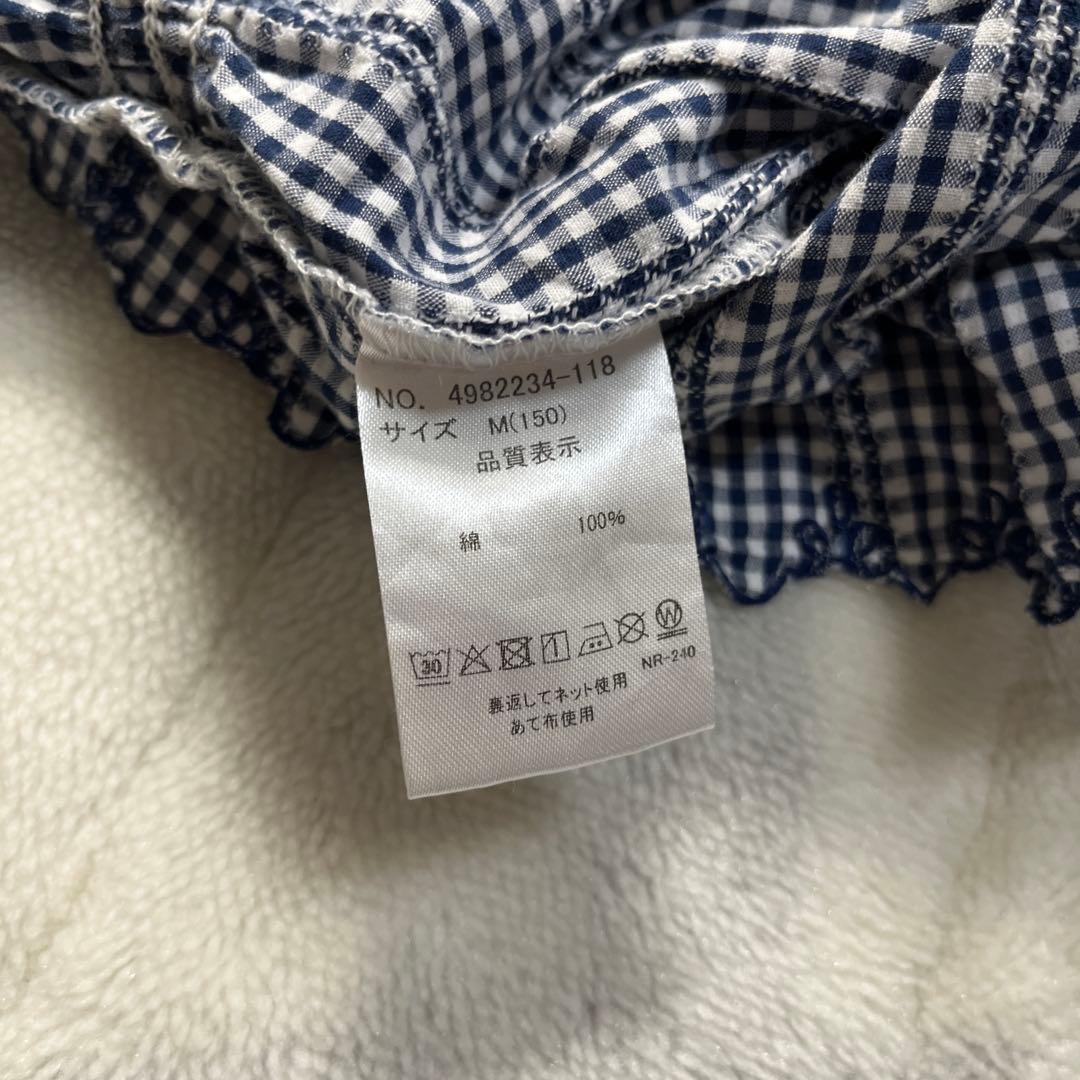 NO. 4982234-118
サイズ M(150)
品質表示
綿 100%
30 W
NR-240
裏返してネット使用
あて布使用